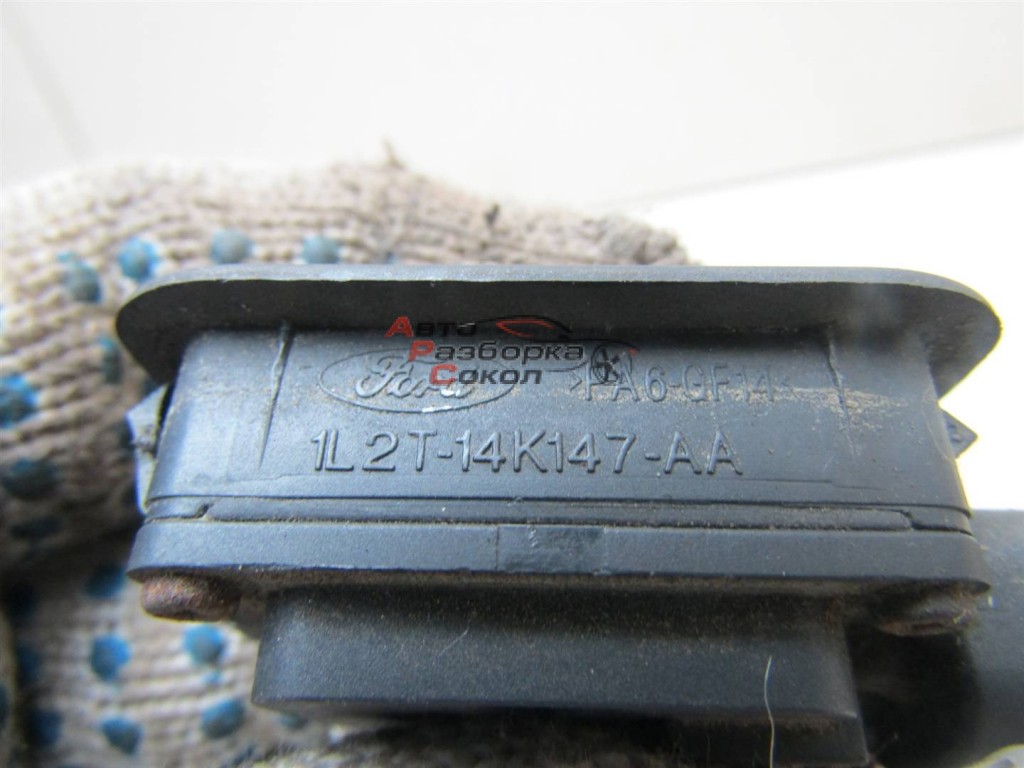 Авто
Разборка
Сокол
Ford >PA6-GF14<
1L2T-14K147-AA